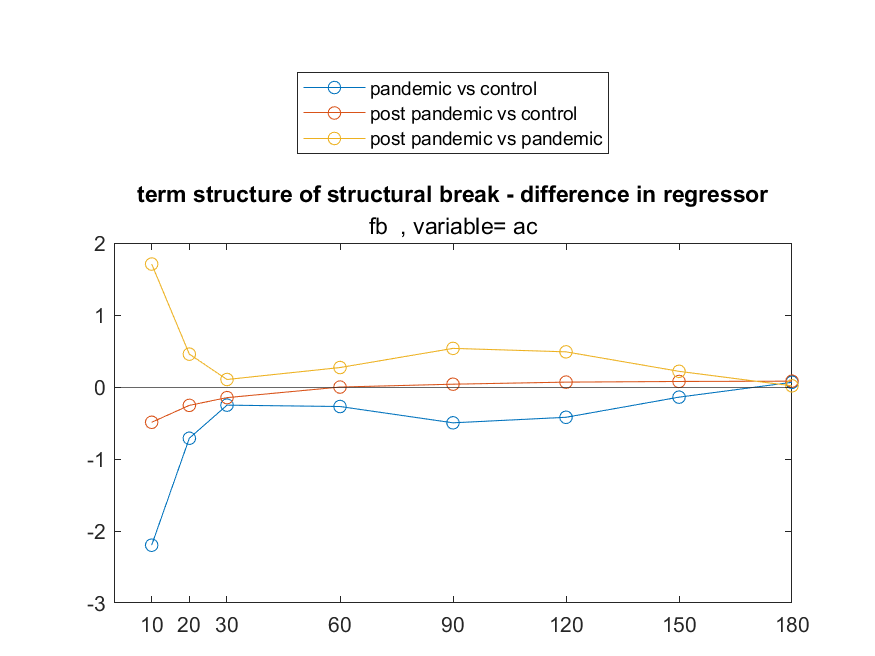 pandemic vs control
post pandemic vs control
post pandemic vs pandemic
term structure of structural break - difference in regressor
fb , variable= ac
2
1
0
-1
-2
-3
10 20 30 60 90 120 150 180